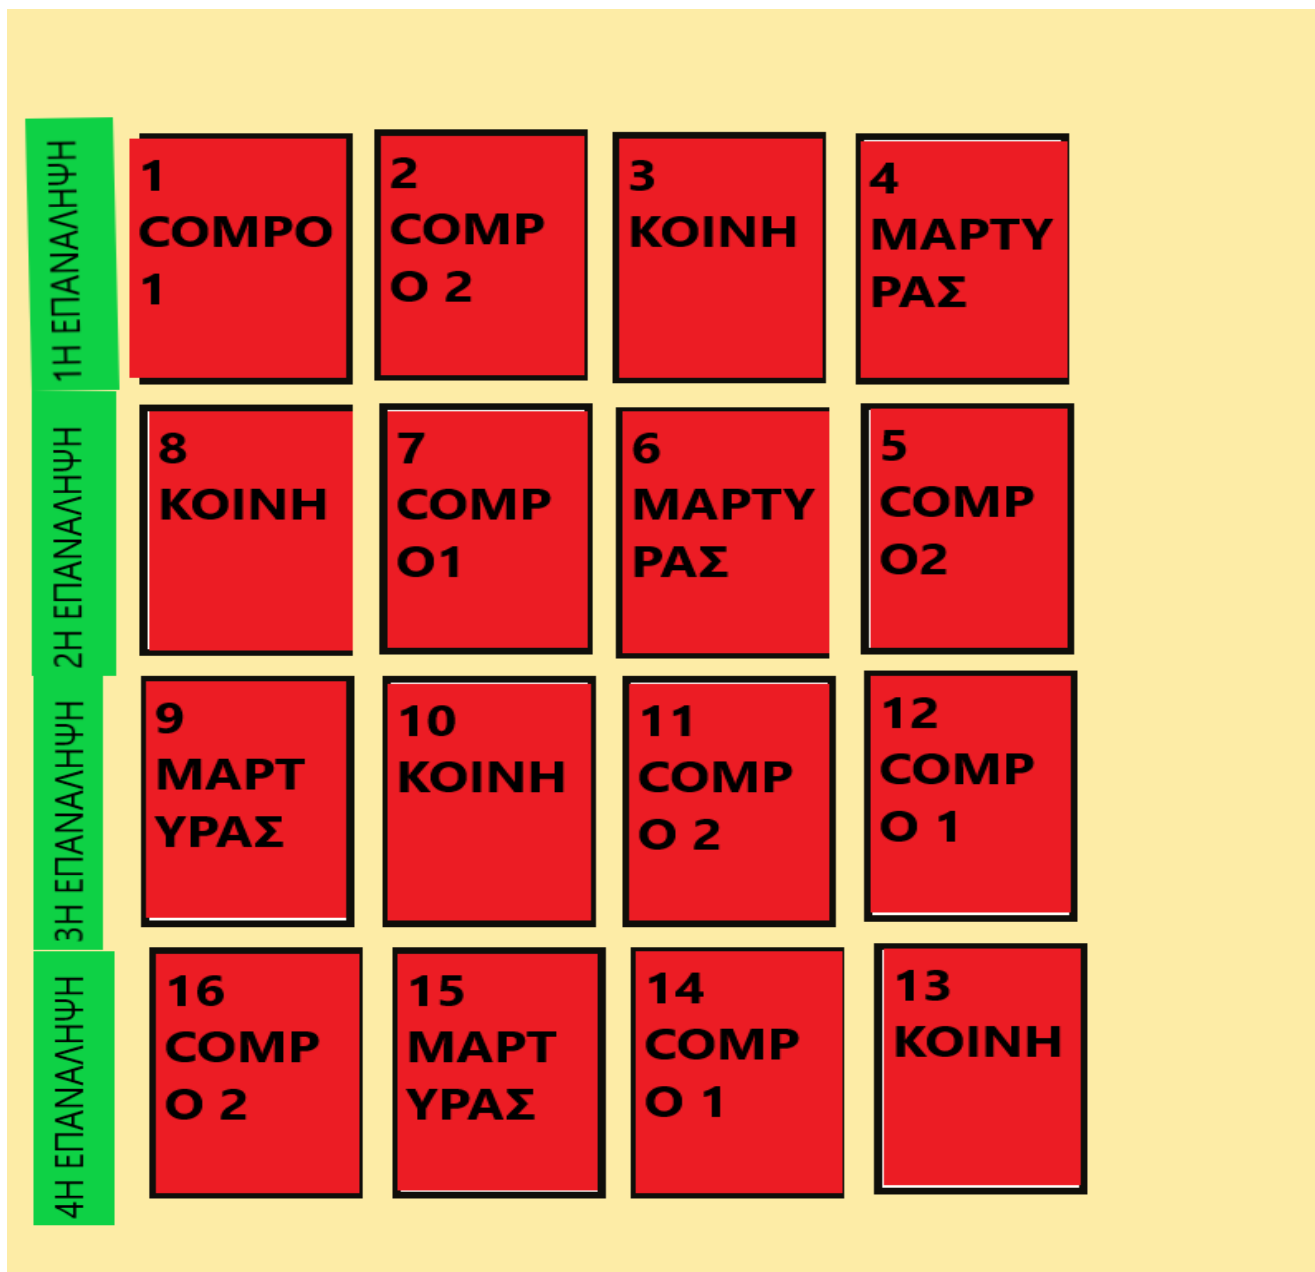 1Η ΕΠΑΝΑΛΗΨΗ
1
COMPO
1
2
COMP
O 2
3
ΚΟΙΝΗ
4
ΜΑΡΤΥ
ΡΑΣ
2Η ΕΠΑΝΑΛΗΨΗ
8
ΚΟΙΝΗ
7
COMP
O1
6
ΜΑΡΤΥ
ΡΑΣ
5
COMP
O2
3Η ΕΠΑΝΑΛΗΨΗ
9
ΜΑΡΤ
ΥΡΑΣ
10
ΚΟΙΝΗ
11
COMP
O 2
12
COMP
O 1
4Η ΕΠΑΝΑΛΗΨΗ
16
COMP
O 2
15
ΜΑΡΤ
ΥΡΑΣ
14
COMP
O 1
13
ΚΟΙΝΗ